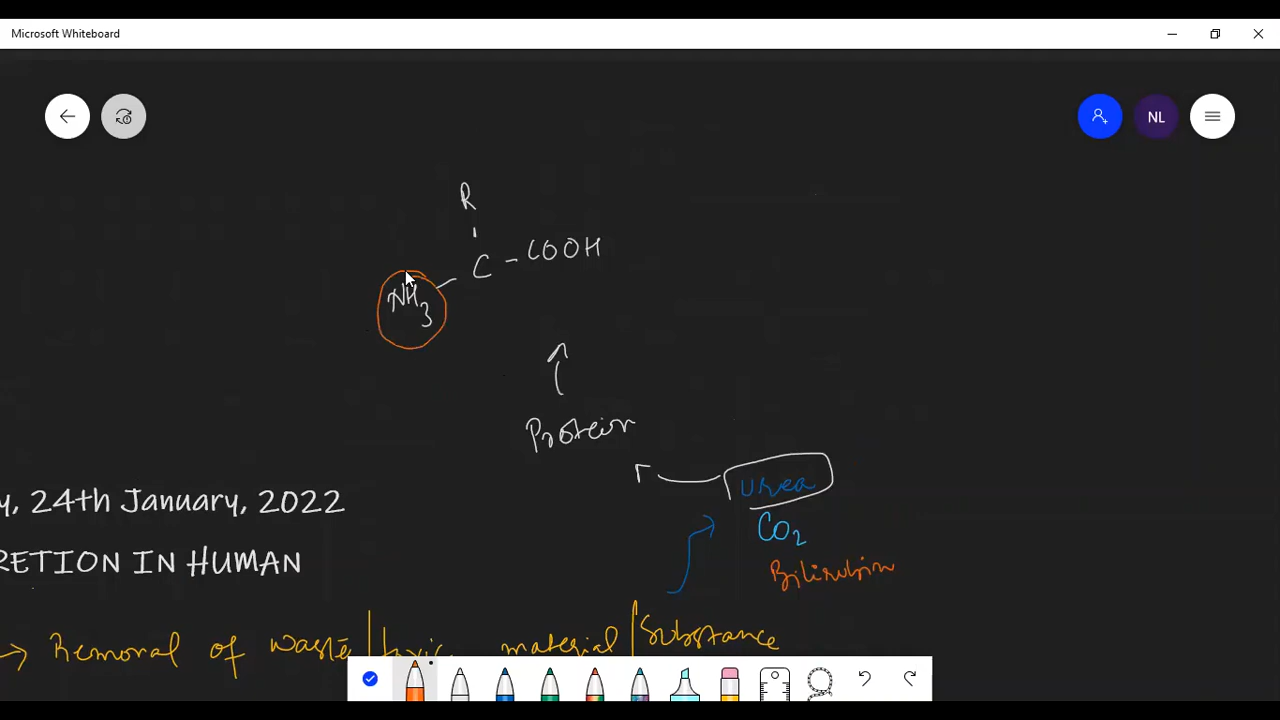 Microsoft Whiteboard
NL
R
C - COOH
NH3
Protein
Urea
y, 24th January, 2022
CO2
RETION IN HUMAN
Bilirubin
→ Removal of waste/toxic material/Substance